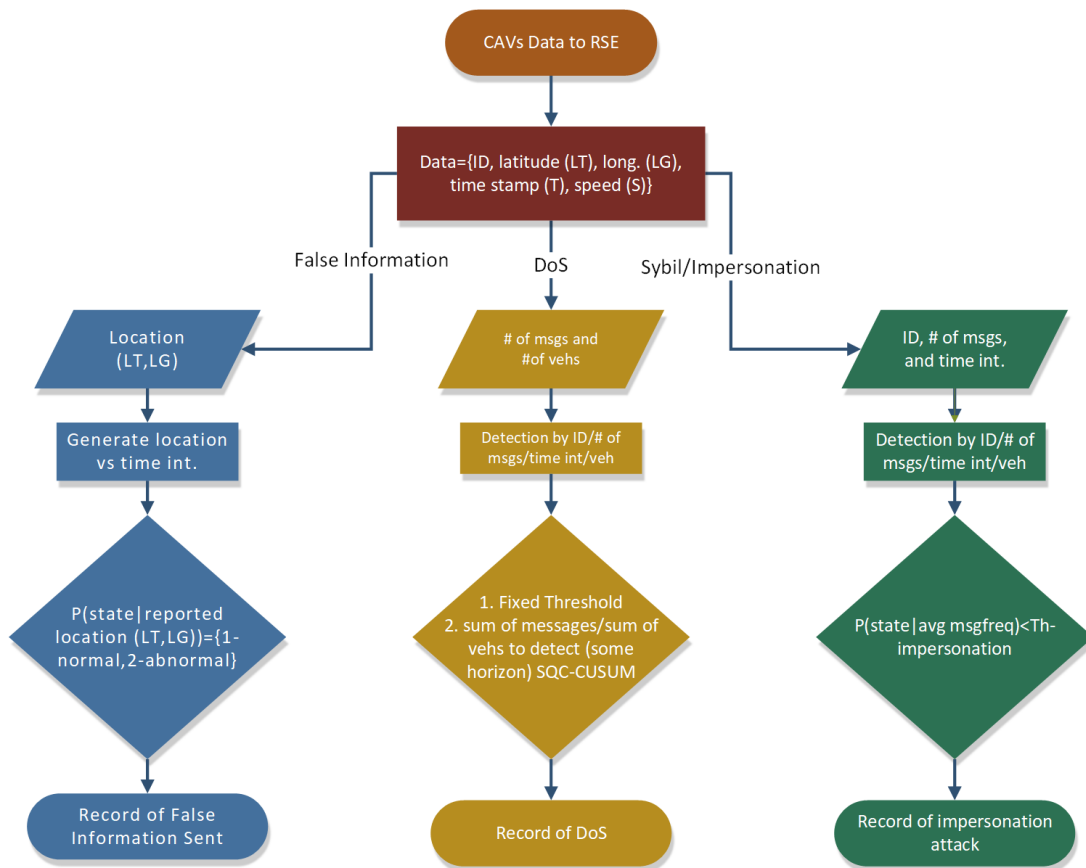 CAVs Data to RSE
Data={ID, latitude (LT), long. (LG),
time stamp (T), speed (S)}
False Information
DoS
Sybil/Impersonation
Location
(LT,LG)
# of msgs and
#of vehs
ID, # of msgs,
and time int.
Generate location
vs time int.
Detection by ID/# of
msgs/time int/veh
Detection by ID/# of
msgs/time int/veh
P(state|reported
location (LT,LG))={1-
normal,2-abnormal}
1. Fixed Threshold
2. sum of messages/sum of
vehs to detect (some
horizon) SQC-CUSUM
P(state|avg msgfreq)<Th-
impersonation
Record of False
Information Sent
Record of DoS
Record of impersonation
attack